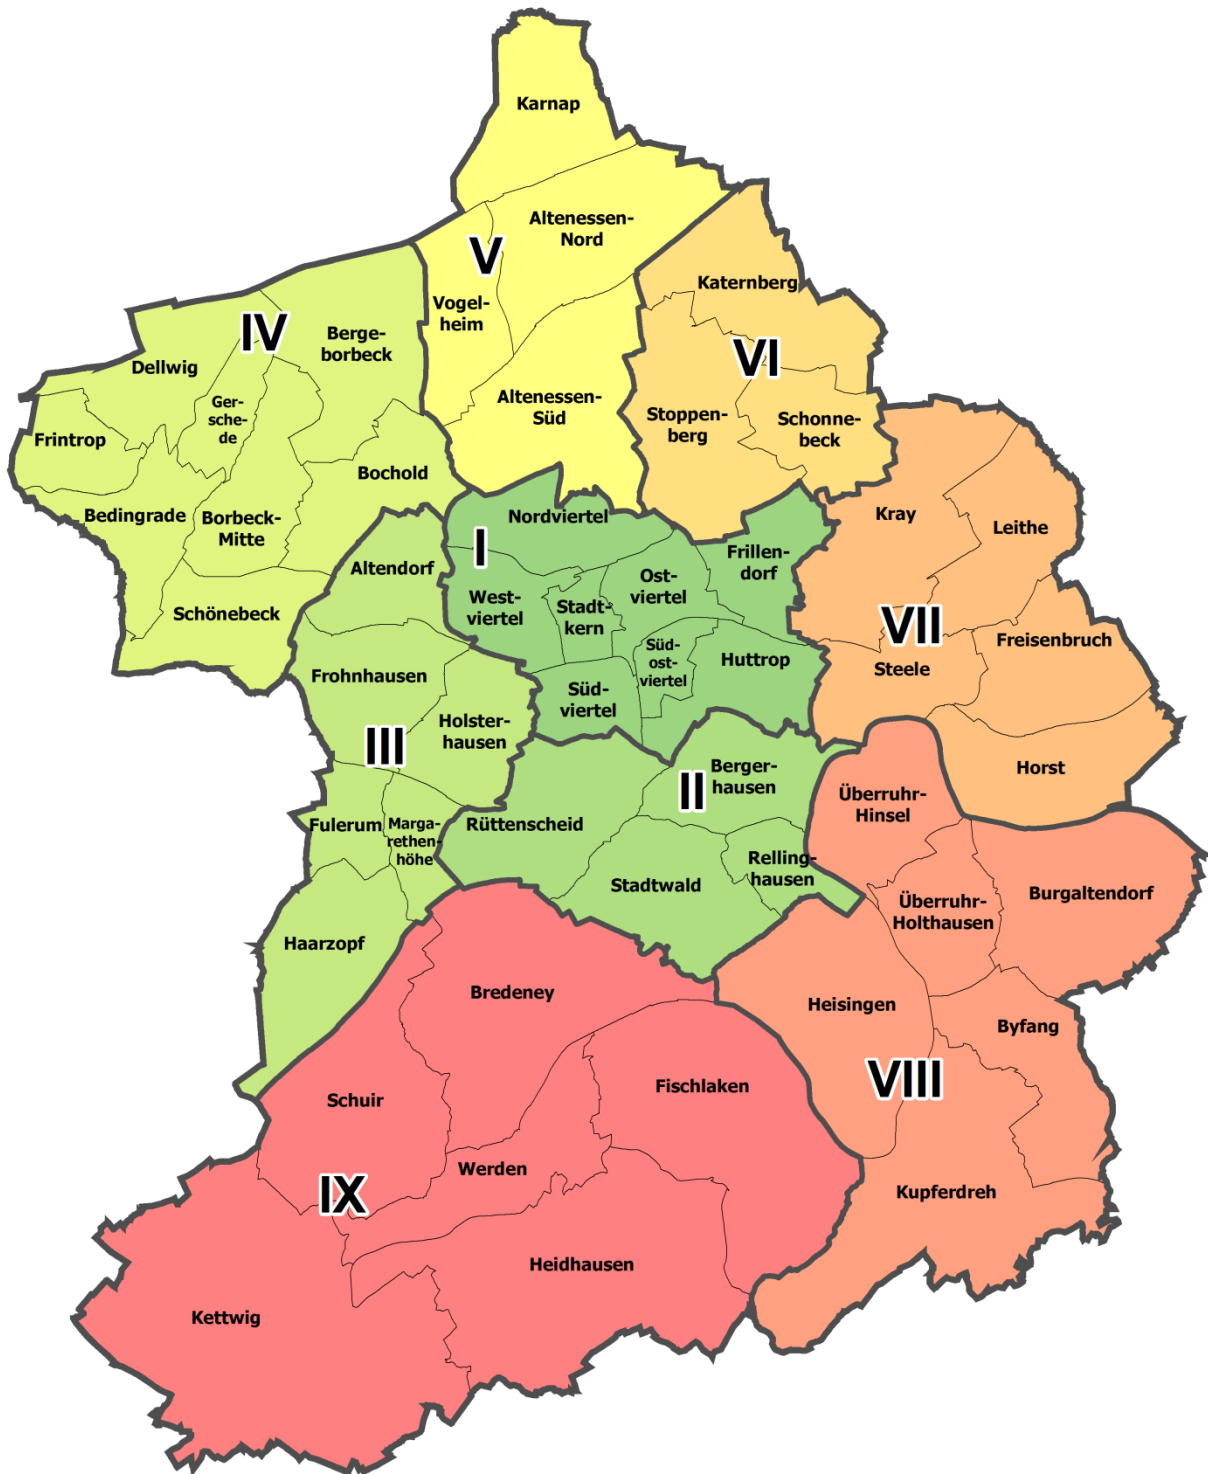 Karnap
Altenessen-
Nord
V
Vogel-
heim
Altenessen-
Süd
Katernberg
VI
Stoppen-
berg
Schonne-
beck
IV
Berge-
borbeck
Dellwig
Ger-
sche-
de
Frintrop
Bochold
Bedingrade
Borbeck-
Mitte
Schönebeck
Nordviertel
I
West-
viertel
Stadt-
kern
Ost-
viertel
Frillen-
dorf
Süd-
ost-
viertel
Huttrop
Süd-
viertel
Kray
Leithe
VII
Freisenbruch
Steele
Horst
Altendorf
Frohnhausen
Holster-
hausen
III
Fulerum
Marga-
rethen-
höhe
Haarzopf
Berger-
hausen
II
Rüttenscheid
Stadtwald
Relling-
hausen
Überruhr-
Hinsel
Überruhr-
Holthausen
Burgaltendorf
Heisingen
Byfang
VIII
Kupferdreh
Bredeney
Fischlaken
Schuir
Werden
IX
Heidhausen
Kettwig